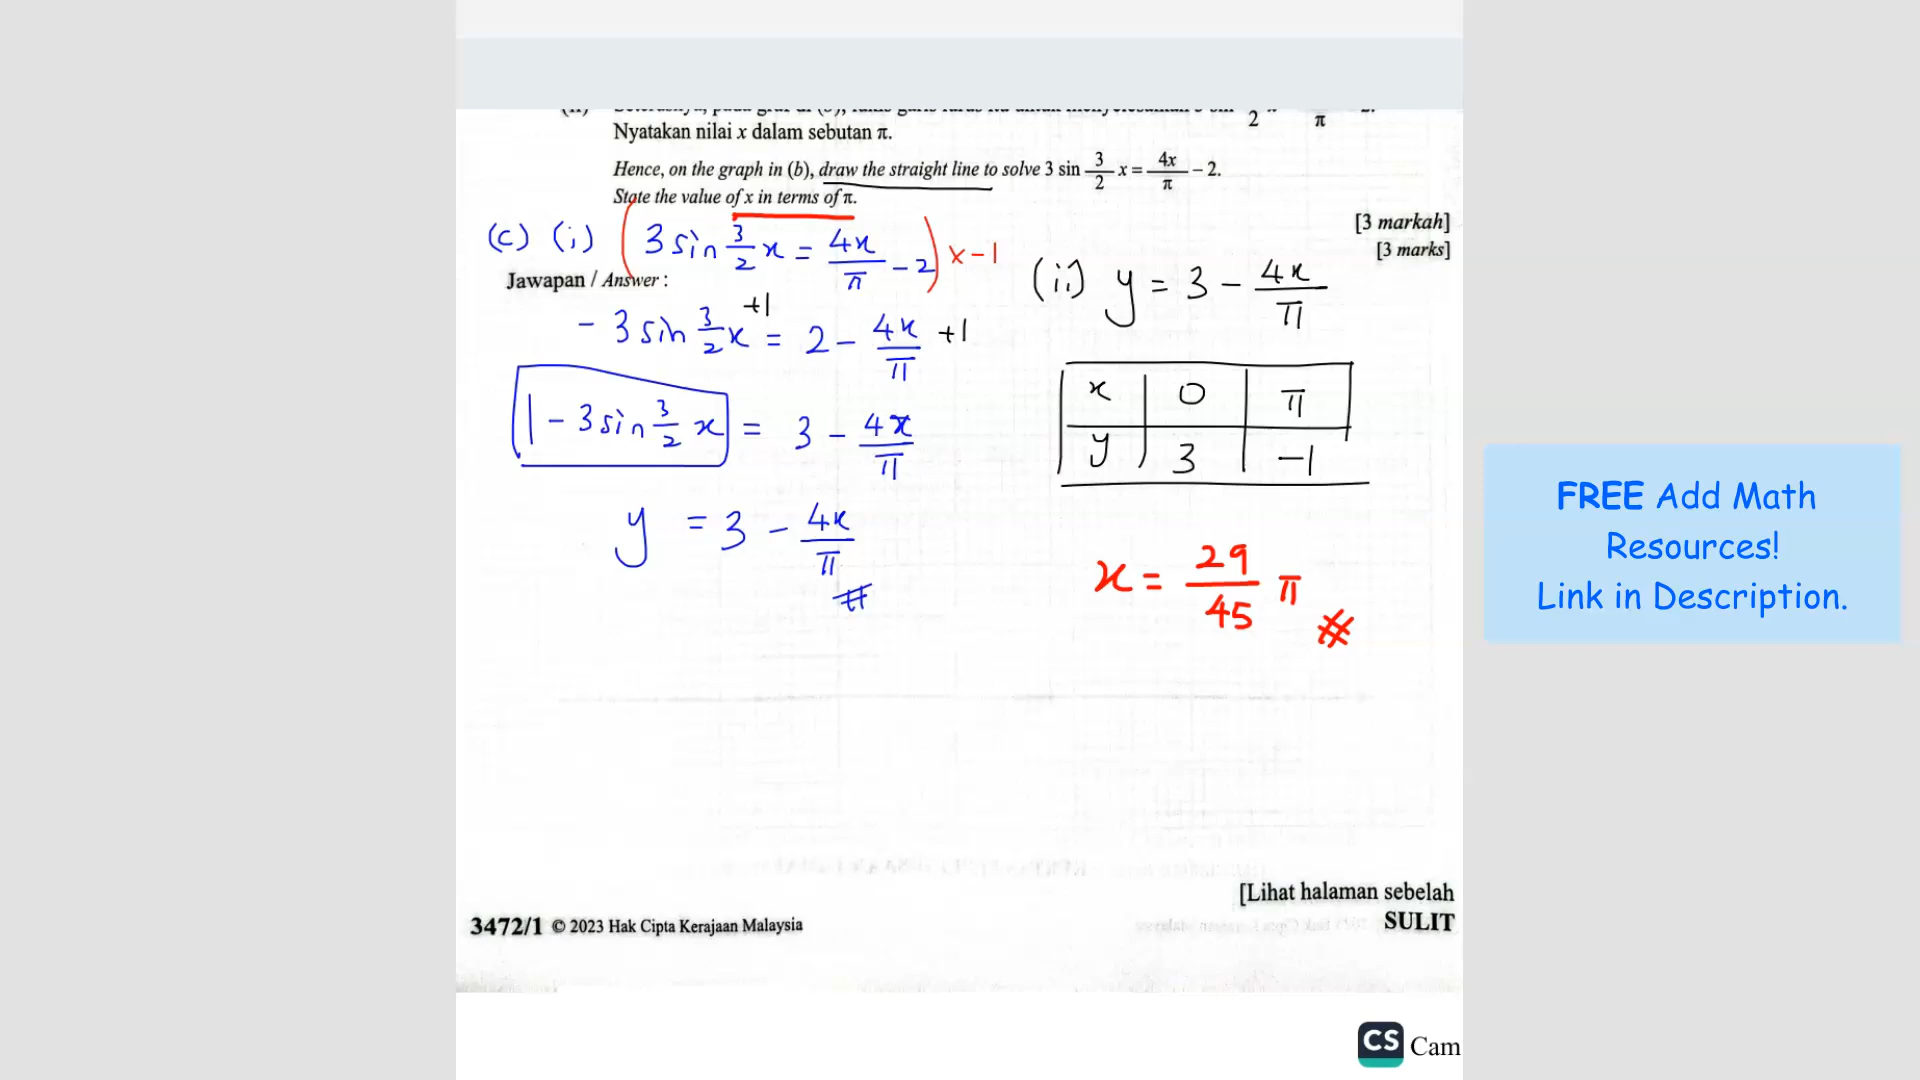 Nyatakan nilai x dalam sebutan π.
Hence, on the graph in (b), draw the straight line to solve 3 sin 3/2 x = 4x/π − 2.
State the value of x in terms of π.
[3 markah]
[3 marks]
(c) (i) (3 sin 3/2 x = 4x/π − 2) x −1
Jawapan / Answer :
− 3 sin 3/2 x +1 = 2 − 4x/π +1
1 − 3 sin 3/2 x = 3 − 4x/π
y = 3 − 4x/π #
(ii) y = 3 − 4x/π
x 0 π
y 3 −1
x = 29/45 π #
FREE Add Math
Resources!
Link in Description.
[Lihat halaman sebelah
3472/1 © 2023 Hak Cipta Kerajaan Malaysia
SULIT
CS Cam